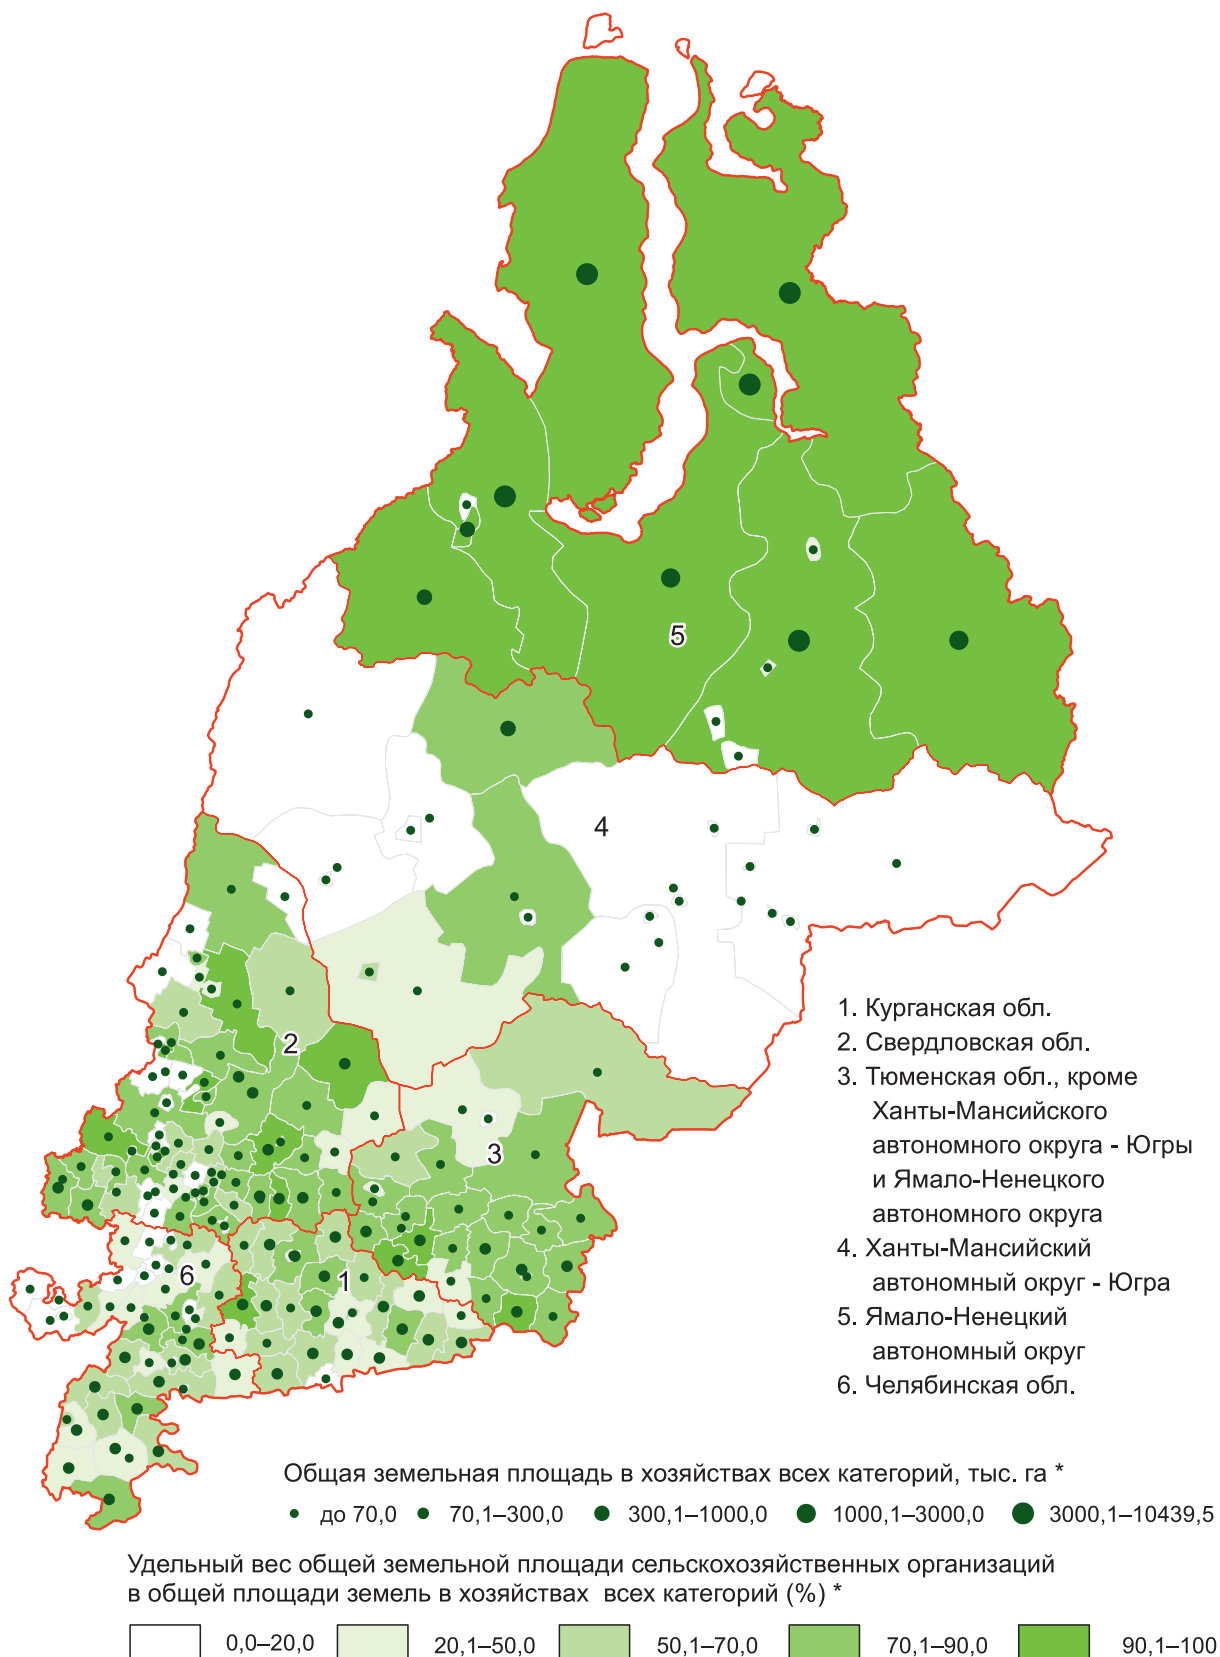 5
4
2
3
1
6
1. Курганская обл.
2. Свердловская обл.
3. Тюменская обл., кроме
Ханты-Мансийского
автономного округа - Югры
и Ямало-Ненецкого
автономного округа
4. Ханты-Мансийский
автономный округ - Югра
5. Ямало-Ненецкий
автономный округ
6. Челябинская обл.
Общая земельная площадь в хозяйствах всех категорий, тыс. га *
до 70,0 70,1–300,0 300,1–1000,0 1000,1–3000,0 3000,1–10439,5
Удельный вес общей земельной площади сельскохозяйственных организаций
в общей площади земель в хозяйствах всех категорий (%) *
0,0–20,0 20,1–50,0 50,1–70,0 70,1–90,0 90,1–100